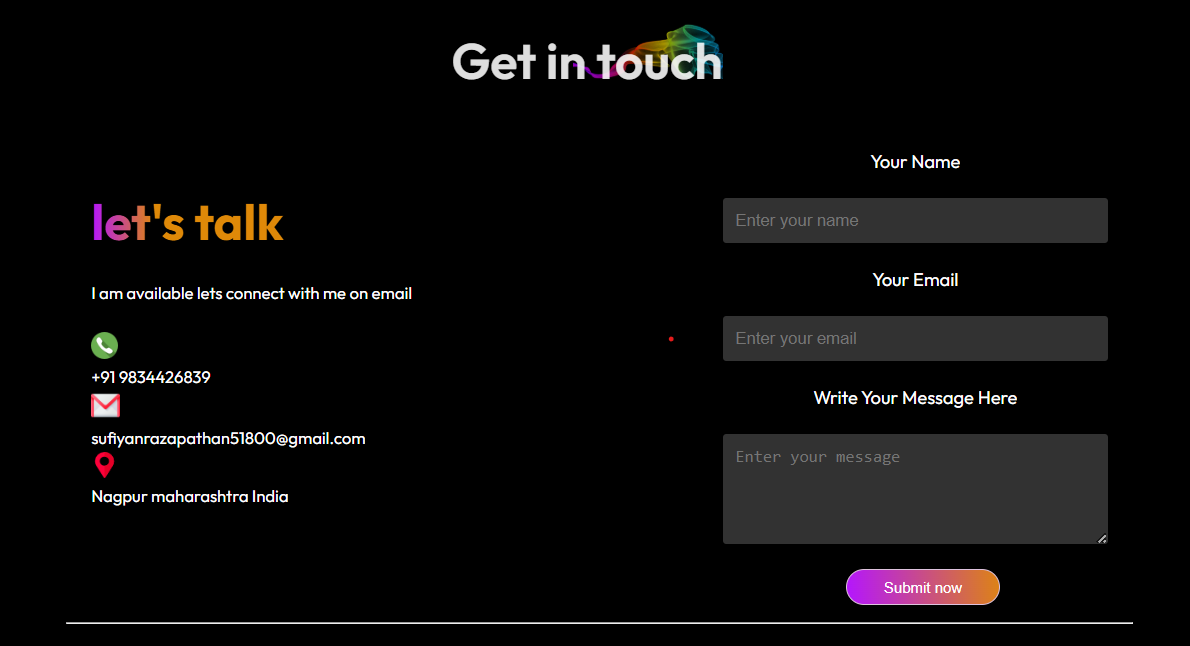 Get in touch
let's talk
I am available lets connect with me on email
+91 9834426839
sufiyanrazapathan51800@gmail.com
Nagpur maharashtra India
Your Name
Enter your name
Your Email
Enter your email
Write Your Message Here
Enter your message
Submit now